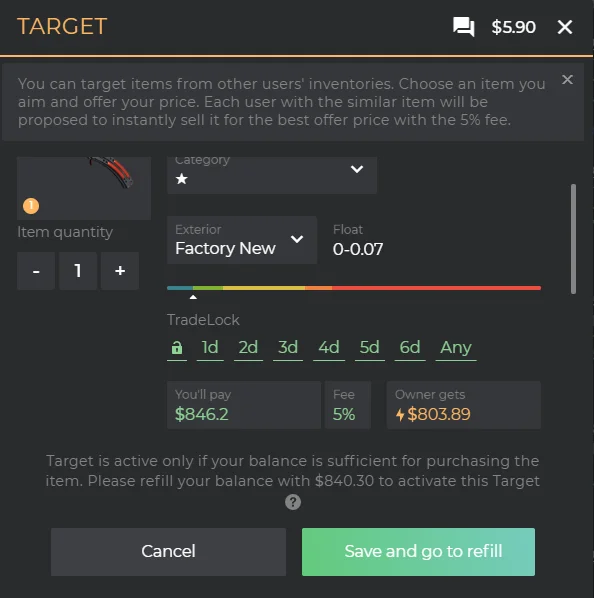 TARGET
$5.90
You can target items from other users' inventories. Choose an item you
aim and offer your price. Each user with the similar item will be
proposed to instantly sell it for the best offer price with the 5% fee.
Category
★
1
Item quantity
- 1 +
Exterior
Factory New
Float
0-0.07
TradeLock
1d 2d 3d 4d 5d 6d Any
You'll pay
$846.2
Fee
5%
Owner gets
$803.89
Target is active only if your balance is sufficient for purchasing the
item. Please refill your balance with $840.30 to activate this Target
?
Cancel
Save and go to refill